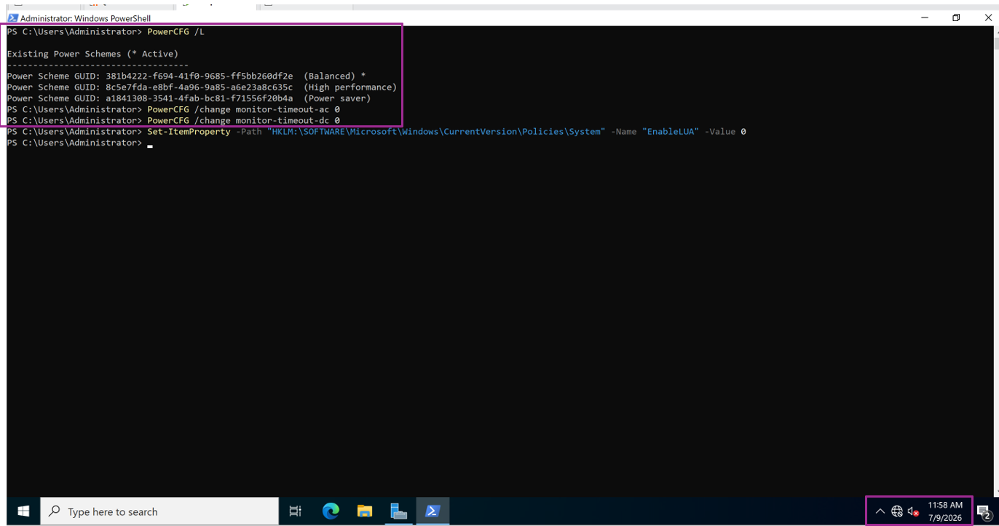 Administrator: Windows PowerShell
PS C:\Users\Administrator> PowerCFG /L
Existing Power Schemes (* Active)
-----------------------------------
Power Scheme GUID: 381b4222-f694-41f0-9685-ff5bb260df2e  (Balanced) *
Power Scheme GUID: 8c5e7fda-e8bf-4a96-9a85-a6e23a8c635c  (High performance)
Power Scheme GUID: a1841308-3541-4fab-bc81-f71556f20b4a  (Power saver)
PS C:\Users\Administrator> PowerCFG /change monitor-timeout-ac 0
PS C:\Users\Administrator> PowerCFG /change monitor-timeout-dc 0
PS C:\Users\Administrator> Set-ItemProperty -Path "HKLM:\SOFTWARE\Microsoft\Windows\CurrentVersion\Policies\System" -Name "EnableLUA" -Value 0
PS C:\Users\Administrator>
Type here to search
11:58 AM
7/9/2026
2